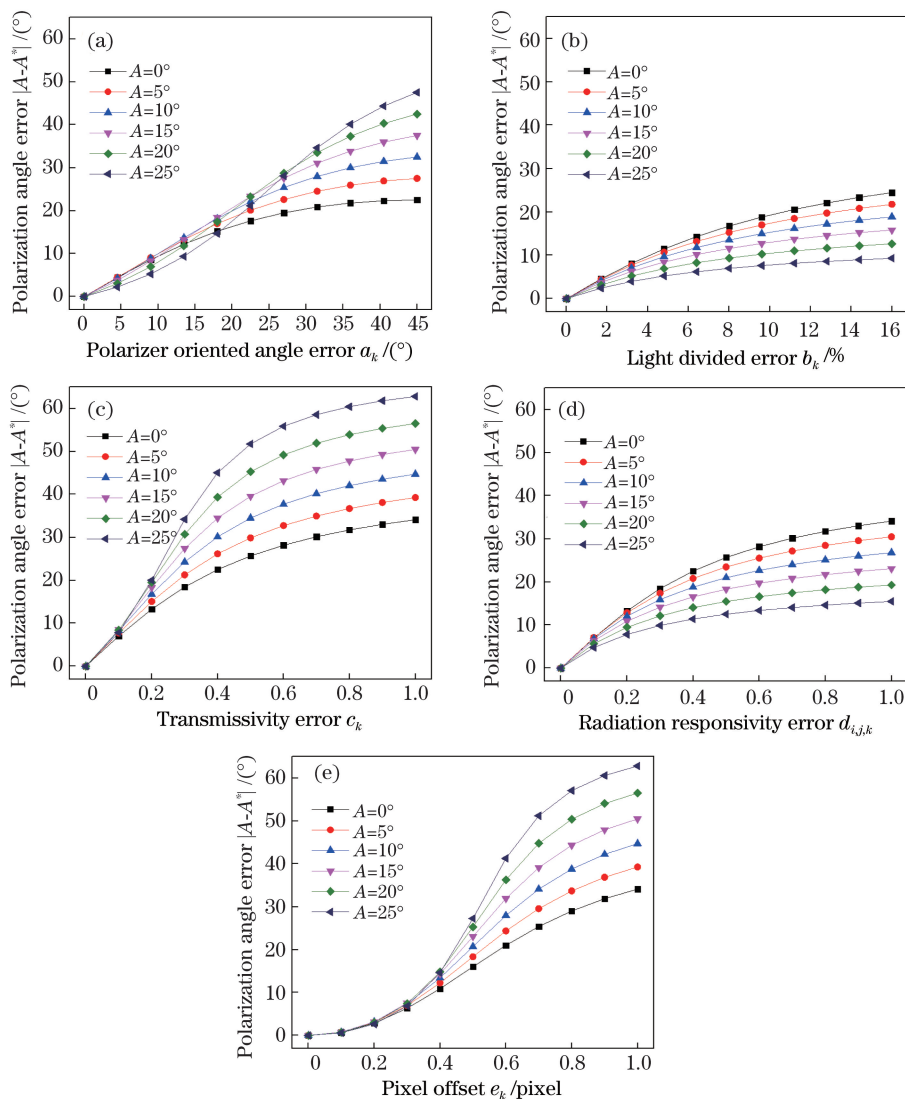 (a)
Polarization angle error |A-A*| /(°)
60
50
40
30
20
10
0
A=0°
A=5°
A=10°
A=15°
A=20°
A=25°
0 5 10 15 20 25 30 35 40 45
Polarizer oriented angle error a_k /(°)
(b)
Polarization angle error |A-A*| /(°)
60
50
40
30
20
10
0
A=0°
A=5°
A=10°
A=15°
A=20°
A=25°
0 2 4 6 8 10 12 14 16
Light divided error b_k /%
(c)
Polarization angle error |A-A*| /(°)
60
50
40
30
20
10
0
A=0°
A=5°
A=10°
A=15°
A=20°
A=25°
0 0.2 0.4 0.6 0.8 1.0
Transmissivity error c_k
(d)
Polarization angle error |A-A*| /(°)
60
50
40
30
20
10
0
A=0°
A=5°
A=10°
A=15°
A=20°
A=25°
0 0.2 0.4 0.6 0.8 1.0
Radiation responsivity error d_{i,j,k}
(e)
Polarization angle error |A-A*| /(°)
60
50
40
30
20
10
0
A=0°
A=5°
A=10°
A=15°
A=20°
A=25°
0 0.2 0.4 0.6 0.8 1.0
Pixel offset e_k /pixel